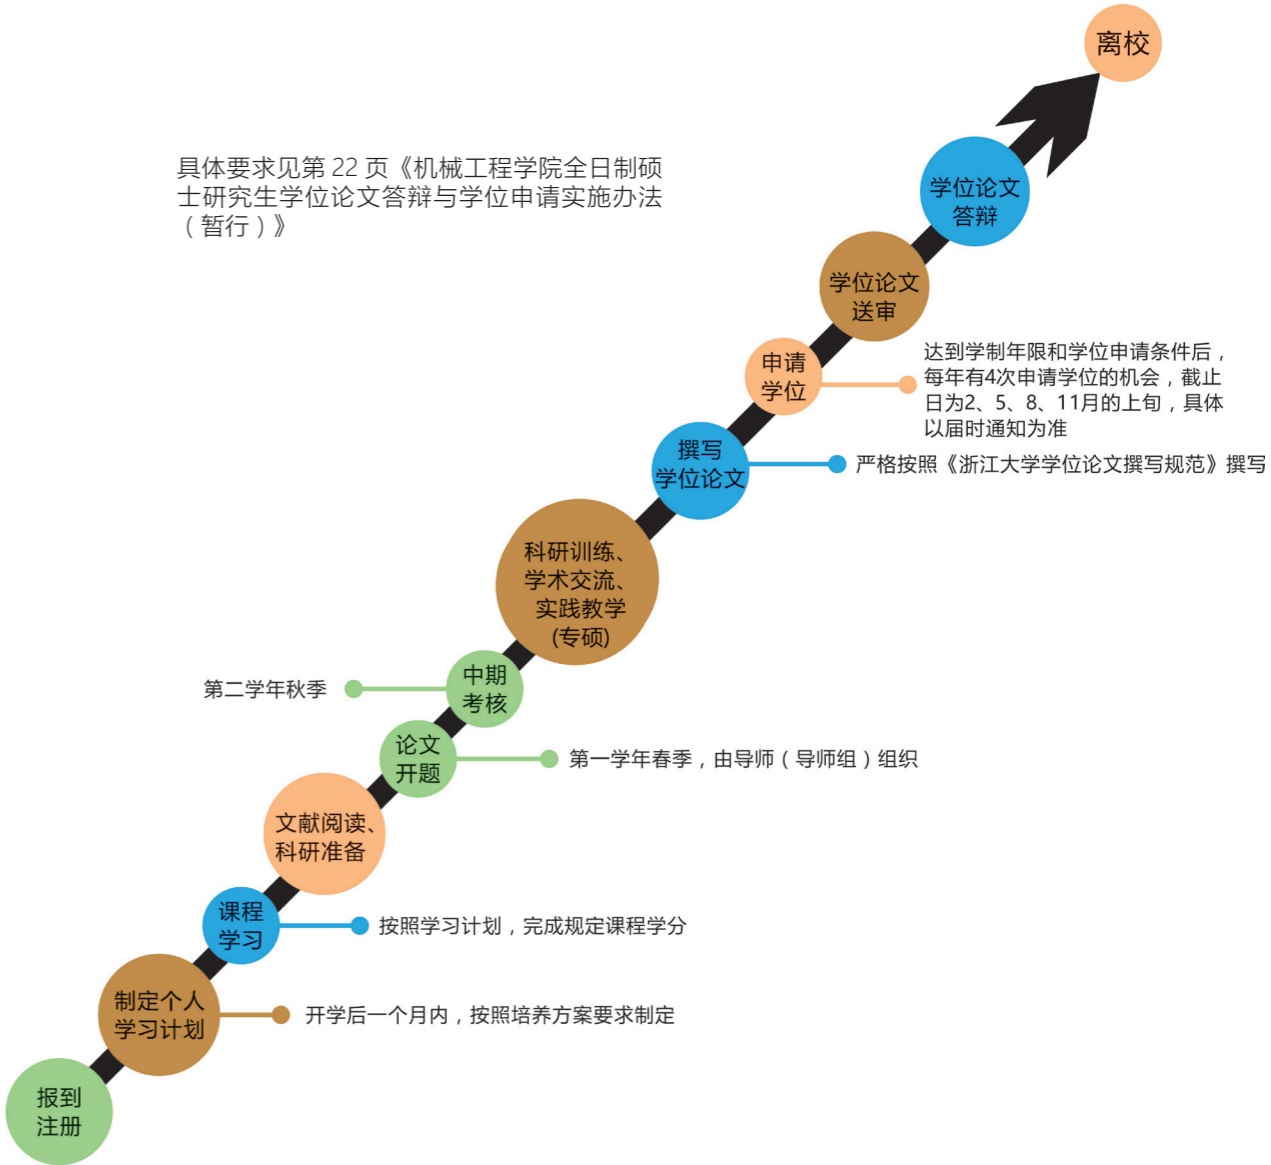 离校
具体要求见第 22 页《机械工程学院全日制硕
士研究生学位论文答辩与学位申请实施办法
（暂行）》
学位论文
答辩
学位论文
送审
申请
学位
达到学制年限和学位申请条件后，
每年有4次申请学位的机会，截止
日为2、5、8、11月的上旬，具体
以届时通知为准
撰写
学位论文
严格按照《浙江大学学位论文撰写规范》撰写
科研训练、
学术交流、
实践教学
(专硕)
中期
考核
第二学年秋季
论文
开题
第一学年春季，由导师（导师组）组织
文献阅读、
科研准备
课程
学习
按照学习计划，完成规定课程学分
制定个人
学习计划
开学后一个月内，按照培养方案要求制定
报到
注册